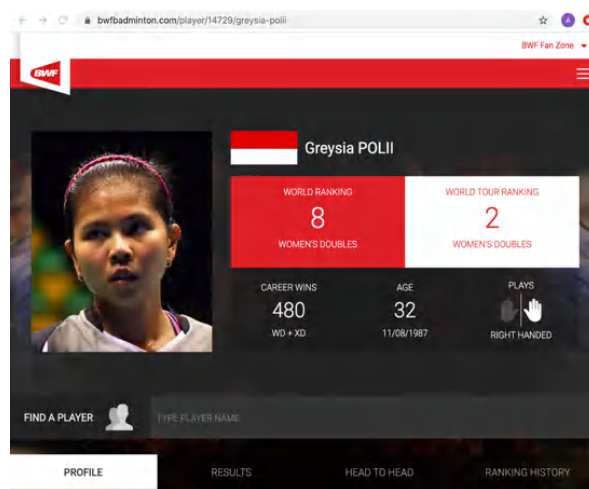 bwfbadminton.com/player/14729/greysia-polii
BWF Fan Zone
BWF
Greysia POLII
WORLD RANKING
8
WOMEN'S DOUBLES
WORLD TOUR RANKING
2
WOMEN'S DOUBLES
CAREER WINS
480
WD + XD
AGE
32
11/08/1987
PLAYS
RIGHT HANDED
FIND A PLAYER
TYPE PLAYER NAME
PROFILE
RESULTS
HEAD TO HEAD
RANKING HISTORY